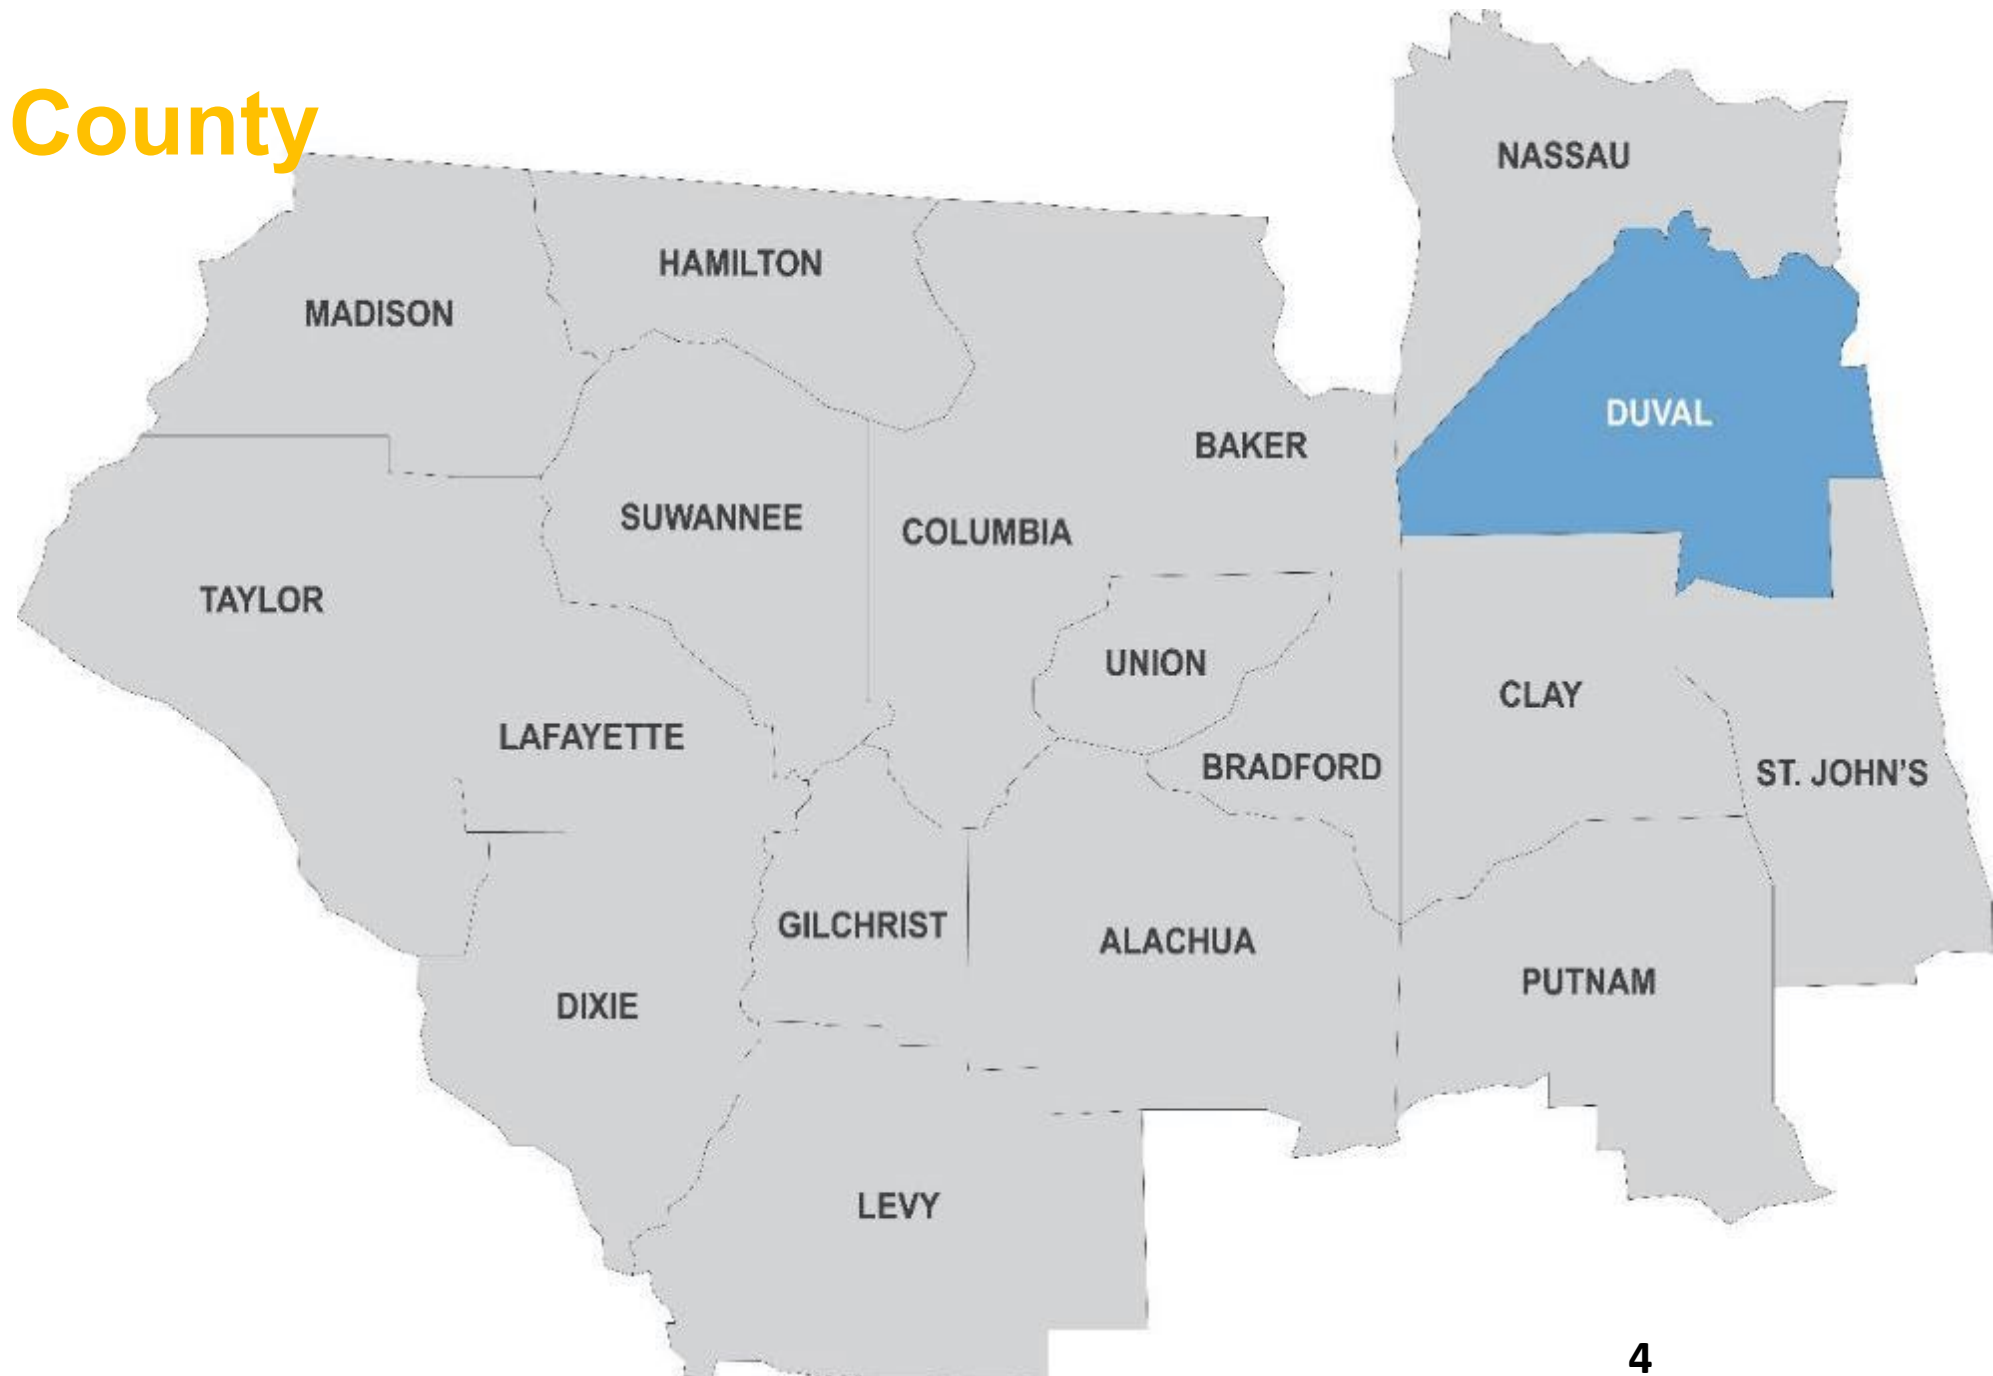 County
NASSAU
HAMILTON
MADISON
DUVAL
BAKER
SUWANNEE
COLUMBIA
TAYLOR
UNION
CLAY
LAFAYETTE
BRADFORD
ST. JOHN'S
GILCHRIST
ALACHUA
PUTNAM
DIXIE
LEVY
4